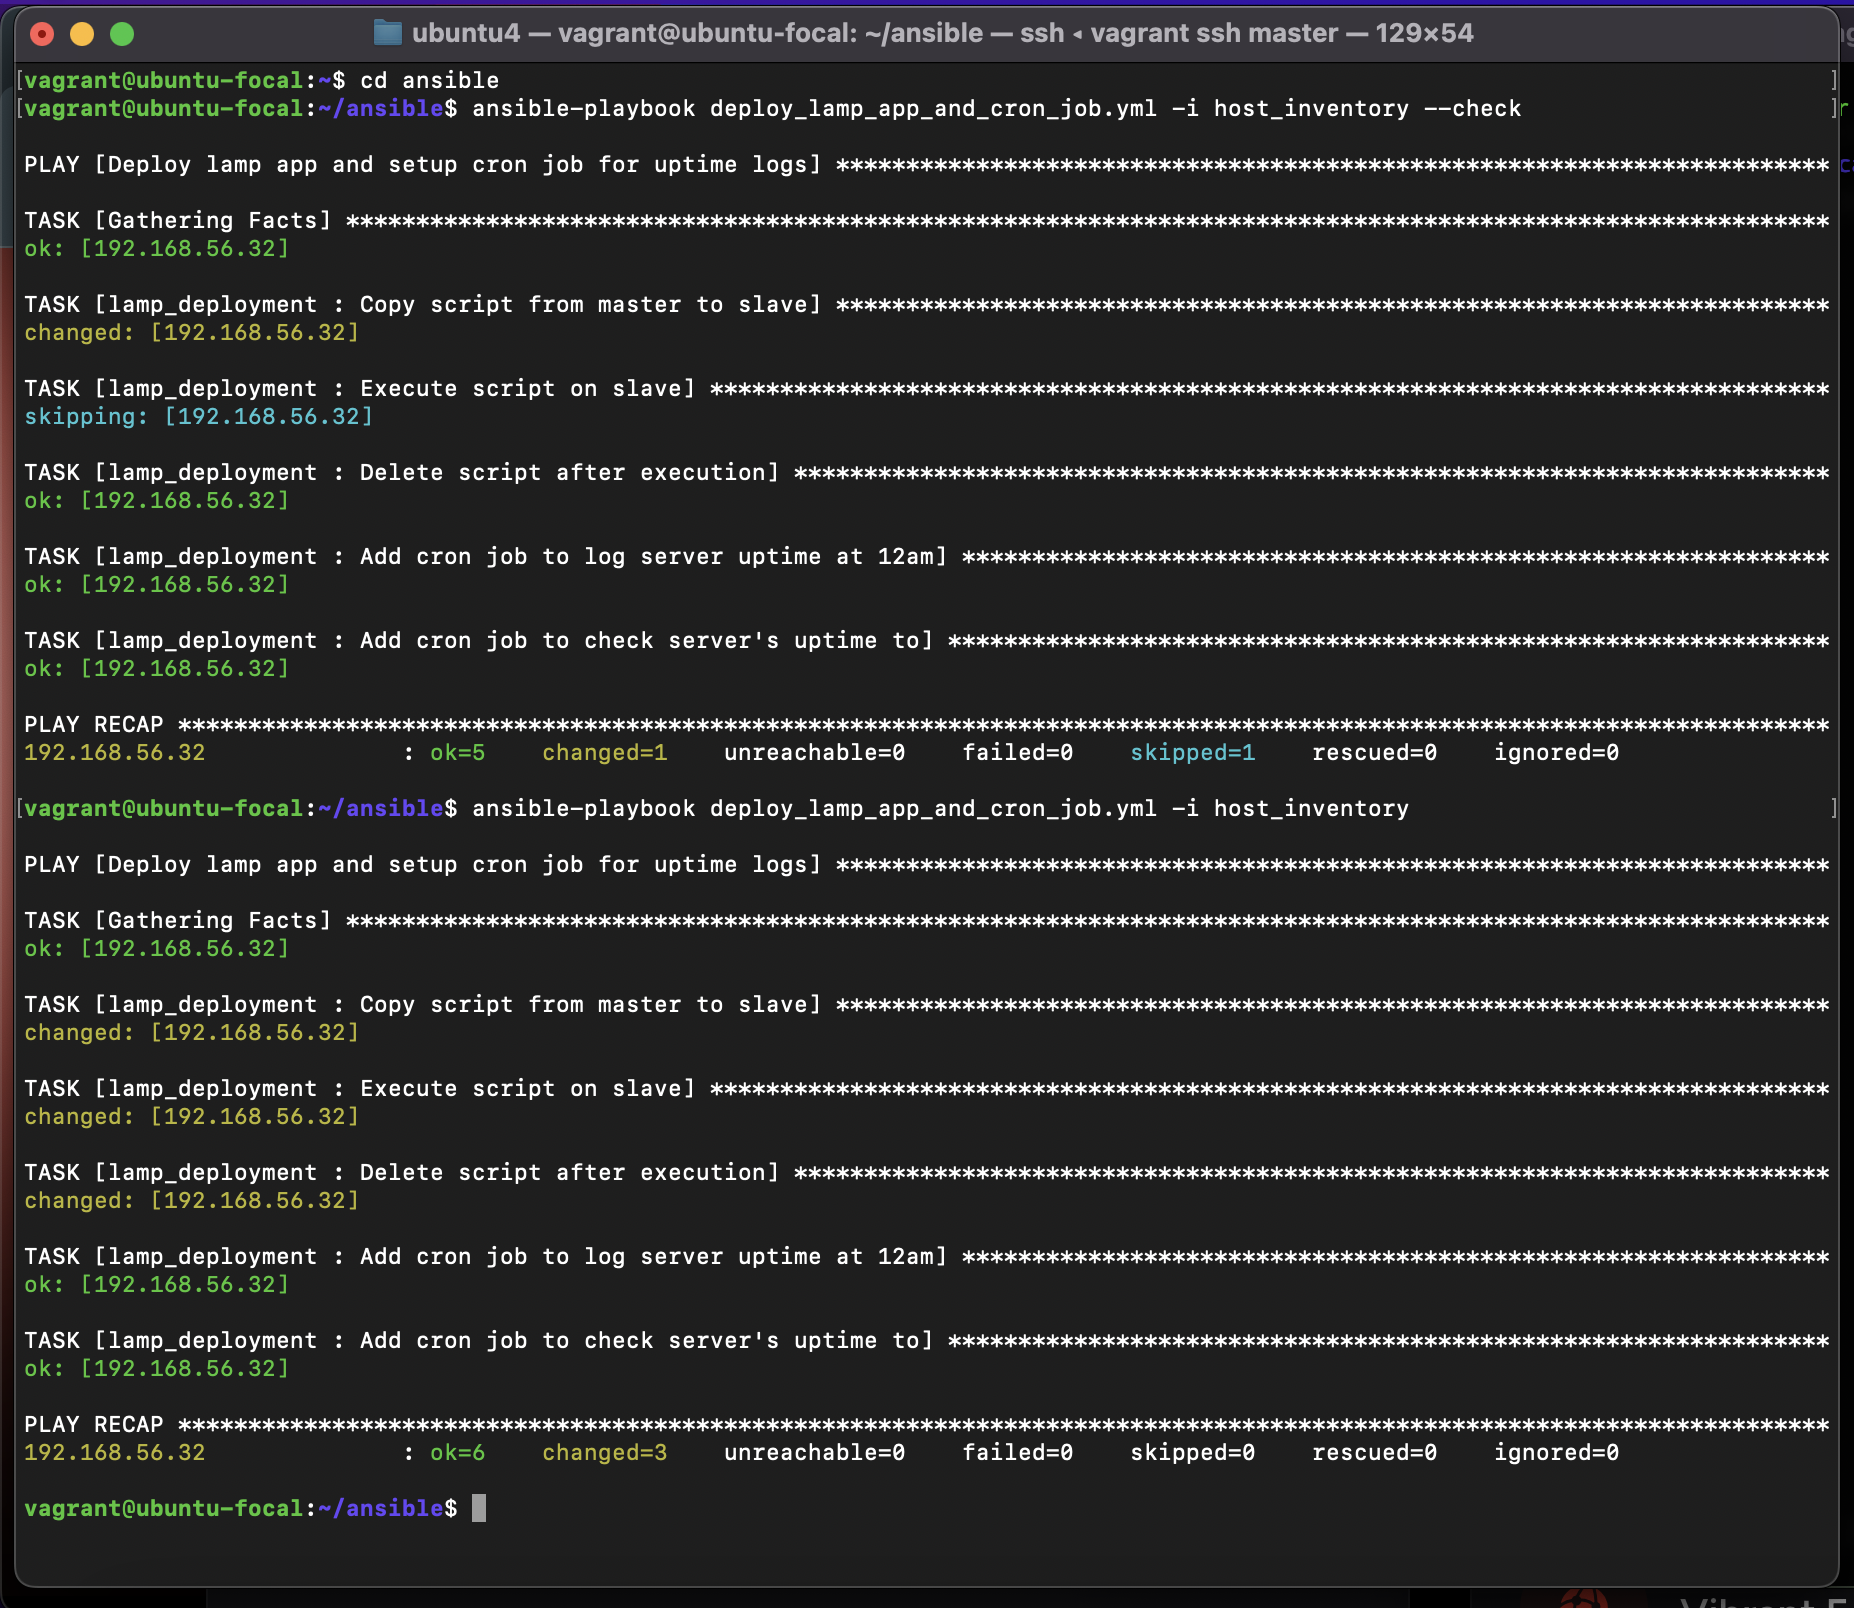 ubuntu4 — vagrant@ubuntu-focal: ~/ansible — ssh ◂ vagrant ssh master — 129×54
[vagrant@ubuntu-focal:~$ cd ansible ]
[vagrant@ubuntu-focal:~/ansible$ ansible-playbook deploy_lamp_app_and_cron_job.yml -i host_inventory --check ]
PLAY [Deploy lamp app and setup cron job for uptime logs] ***********************************************************************
TASK [Gathering Facts] **********************************************************************************************************
ok: [192.168.56.32]
TASK [lamp_deployment : Copy script from master to slave] ***********************************************************************
changed: [192.168.56.32]
TASK [lamp_deployment : Execute script on slave] ********************************************************************************
skipping: [192.168.56.32]
TASK [lamp_deployment : Delete script after execution] **************************************************************************
ok: [192.168.56.32]
TASK [lamp_deployment : Add cron job to log server uptime at 12am] **************************************************************
ok: [192.168.56.32]
TASK [lamp_deployment : Add cron job to check server's uptime to] ***************************************************************
ok: [192.168.56.32]
PLAY RECAP **********************************************************************************************************************
192.168.56.32              : ok=5    changed=1    unreachable=0    failed=0    skipped=1    rescued=0    ignored=0
[vagrant@ubuntu-focal:~/ansible$ ansible-playbook deploy_lamp_app_and_cron_job.yml -i host_inventory ]
PLAY [Deploy lamp app and setup cron job for uptime logs] ***********************************************************************
TASK [Gathering Facts] **********************************************************************************************************
ok: [192.168.56.32]
TASK [lamp_deployment : Copy script from master to slave] ***********************************************************************
changed: [192.168.56.32]
TASK [lamp_deployment : Execute script on slave] ********************************************************************************
changed: [192.168.56.32]
TASK [lamp_deployment : Delete script after execution] **************************************************************************
changed: [192.168.56.32]
TASK [lamp_deployment : Add cron job to log server uptime at 12am] **************************************************************
ok: [192.168.56.32]
TASK [lamp_deployment : Add cron job to check server's uptime to] ***************************************************************
ok: [192.168.56.32]
PLAY RECAP **********************************************************************************************************************
192.168.56.32              : ok=6    changed=3    unreachable=0    failed=0    skipped=0    rescued=0    ignored=0
vagrant@ubuntu-focal:~/ansible$